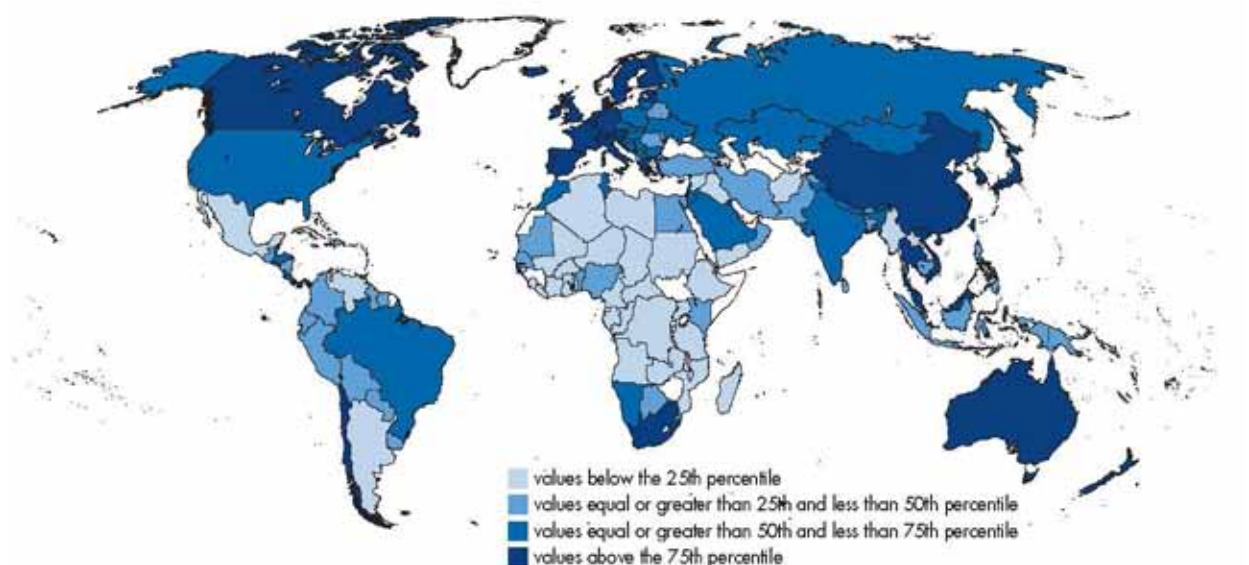 values below the 25th percentile
values equal or greater than 25th and less than 50th percentile
values equal or greater than 50th and less than 75th percentile
values above the 75th percentile